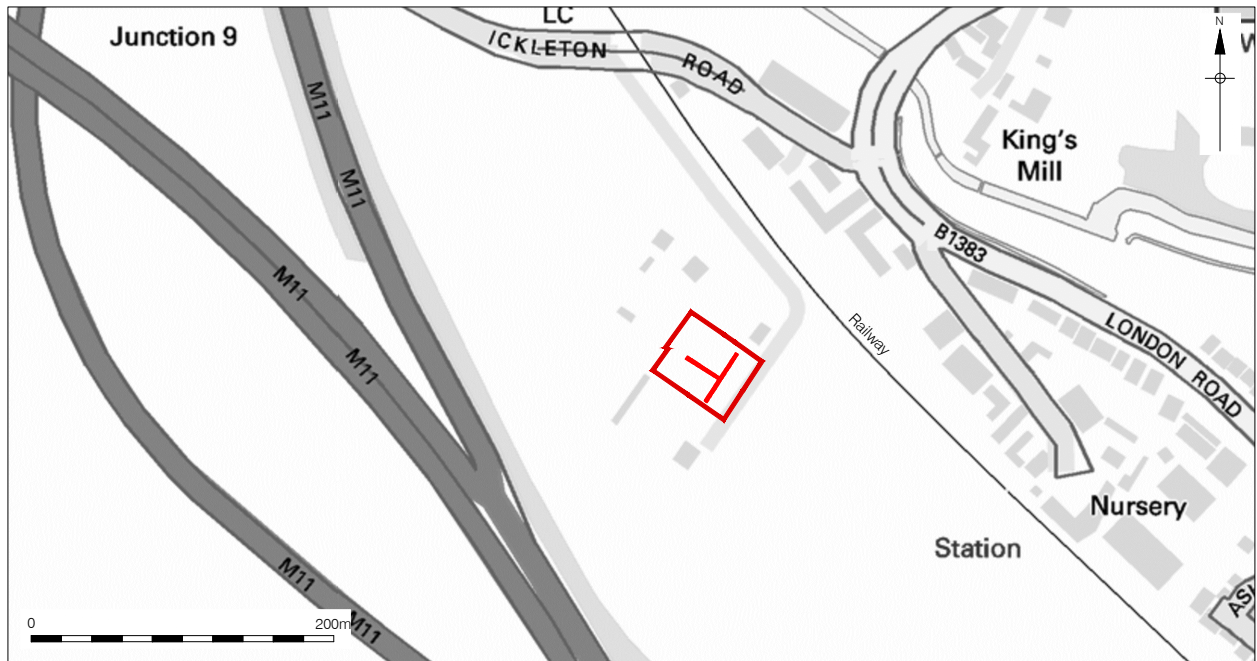 LC
Junction 9
ICKLETON ROAD
N
W
M11
King's
Mill
M11
B1383
M11
Railway
LONDON ROAD
M11
Nursery
Station
M11
ASH
0 200m
M11